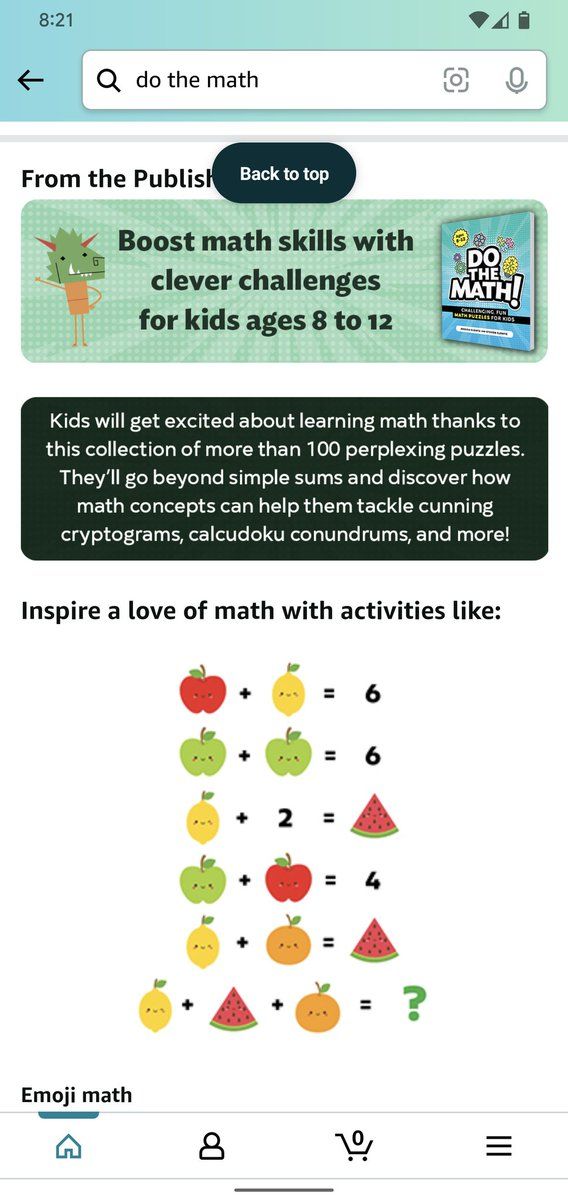 8:21
do the math
From the Publish
Back to top
Boost math skills with
clever challenges
for kids ages 8 to 12
Ages 8-12
DO
THE
MATH!
CHALLENGING, FUN
MATH PUZZLES FOR KIDS
Kids will get excited about learning math thanks to
this collection of more than 100 perplexing puzzles.
They’ll go beyond simple sums and discover how
math concepts can help them tackle cunning
cryptograms, calcudoku conundrums, and more!
Inspire a love of math with activities like:
+ = 6
+ = 6
+ 2 =
+ = 4
+ =
+ + = ?
Emoji math
0